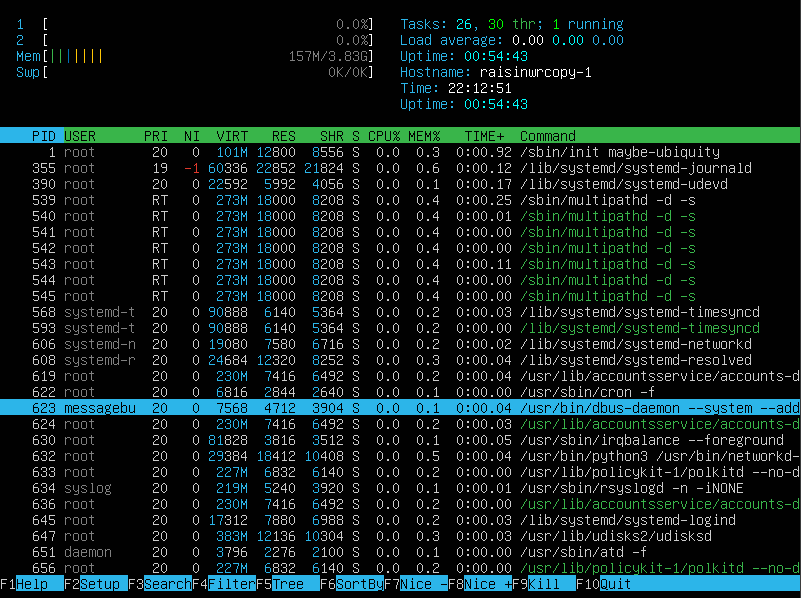 1 [ 0.0%] Tasks: 26, 30 thr; 1 running
2 [ 0.0%] Load average: 0.00 0.00 0.00
Mem[||||||| 157M/3.83G] Uptime: 00:54:43
Swp[ 0K/0K] Hostname: raisinwrcopy-1
Time: 22:12:51
Uptime: 00:54:43
PID USER PRI NI VIRT RES SHR S CPU% MEM% TIME+ Command
1 root 20 0 101M 12800 8556 S 0.0 0.3 0:00.92 /sbin/init maybe-ubiquity
355 root 19 -1 60336 22852 21824 S 0.0 0.6 0:00.12 /lib/systemd/systemd-journald
390 root 20 0 22592 5992 4056 S 0.0 0.1 0:00.17 /lib/systemd/systemd-udevd
539 root RT 0 273M 18000 8208 S 0.0 0.4 0:00.25 /sbin/multipathd -d -s
540 root RT 0 273M 18000 8208 S 0.0 0.4 0:00.01 /sbin/multipathd -d -s
541 root RT 0 273M 18000 8208 S 0.0 0.4 0:00.00 /sbin/multipathd -d -s
542 root RT 0 273M 18000 8208 S 0.0 0.4 0:00.00 /sbin/multipathd -d -s
543 root RT 0 273M 18000 8208 S 0.0 0.4 0:00.11 /sbin/multipathd -d -s
544 root RT 0 273M 18000 8208 S 0.0 0.4 0:00.00 /sbin/multipathd -d -s
545 root RT 0 273M 18000 8208 S 0.0 0.4 0:00.00 /sbin/multipathd -d -s
568 systemd-t 20 0 90888 6140 5364 S 0.0 0.2 0:00.03 /lib/systemd/systemd-timesyncd
593 systemd-t 20 0 90888 6140 5364 S 0.0 0.2 0:00.00 /lib/systemd/systemd-timesyncd
606 systemd-n 20 0 19080 7580 6716 S 0.0 0.2 0:00.02 /lib/systemd/systemd-networkd
608 systemd-r 20 0 24684 12320 8252 S 0.0 0.3 0:00.04 /lib/systemd/systemd-resolved
619 root 20 0 230M 7416 6492 S 0.0 0.2 0:00.04 /usr/lib/accountsservice/accounts-d
622 root 20 0 6816 2844 2640 S 0.0 0.1 0:00.00 /usr/sbin/cron -f
623 messagebu 20 0 7568 4712 3904 S 0.0 0.1 0:00.04 /usr/bin/dbus-daemon --system --add
624 root 20 0 230M 7416 6492 S 0.0 0.2 0:00.03 /usr/lib/accountsservice/accounts-d
630 root 20 0 81828 3816 3512 S 0.0 0.1 0:00.05 /usr/sbin/irqbalance --foreground
632 root 20 0 29384 18412 10408 S 0.0 0.5 0:00.04 /usr/bin/python3 /usr/bin/networkd-
633 root 20 0 227M 6832 6140 S 0.0 0.2 0:00.00 /usr/lib/policykit-1/polkitd --no-d
634 syslog 20 0 219M 5240 3920 S 0.0 0.1 0:00.01 /usr/sbin/rsyslogd -n -iNONE
636 root 20 0 230M 7416 6492 S 0.0 0.2 0:00.00 /usr/lib/accountsservice/accounts-d
645 root 20 0 17312 7880 6988 S 0.0 0.2 0:00.03 /lib/systemd/systemd-logind
647 root 20 0 383M 12136 10304 S 0.0 0.3 0:00.03 /usr/lib/udisks2/udisksd
651 daemon 20 0 3796 2276 2100 S 0.0 0.1 0:00.00 /usr/sbin/atd -f
656 root 20 0 227M 6832 6140 S 0.0 0.2 0:00.00 /usr/lib/policykit-1/polkitd --no-d
F1Help F2Setup F3SearchF4FilterF5Tree F6SortByF7Nice -F8Nice +F9Kill F10Quit